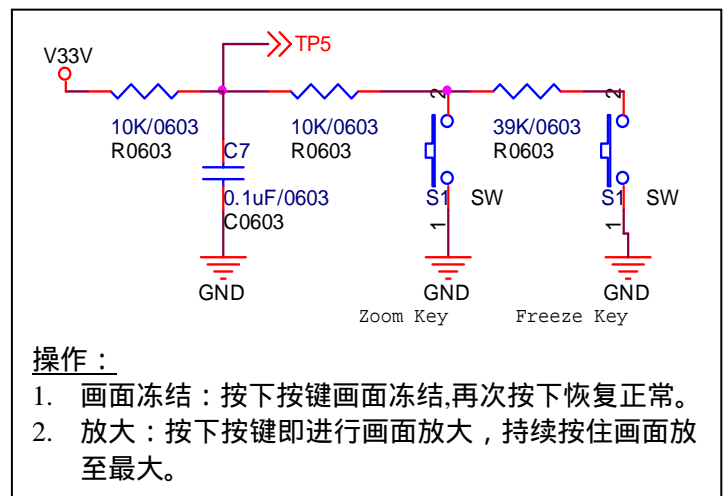 TP5
V33V
10K/0603
R0603
10K/0603
R0603
39K/0603
R0603
C7
0.1uF/0603
C0603
2
S1
SW
1
2
S1
SW
1
GND
GND
GND
Zoom Key
Freeze Key
操作：
1. 画面冻结：按下按键画面冻结,再次按下恢复正常。
2. 放大：按下按键即进行画面放大，持续按住画面放
至最大。